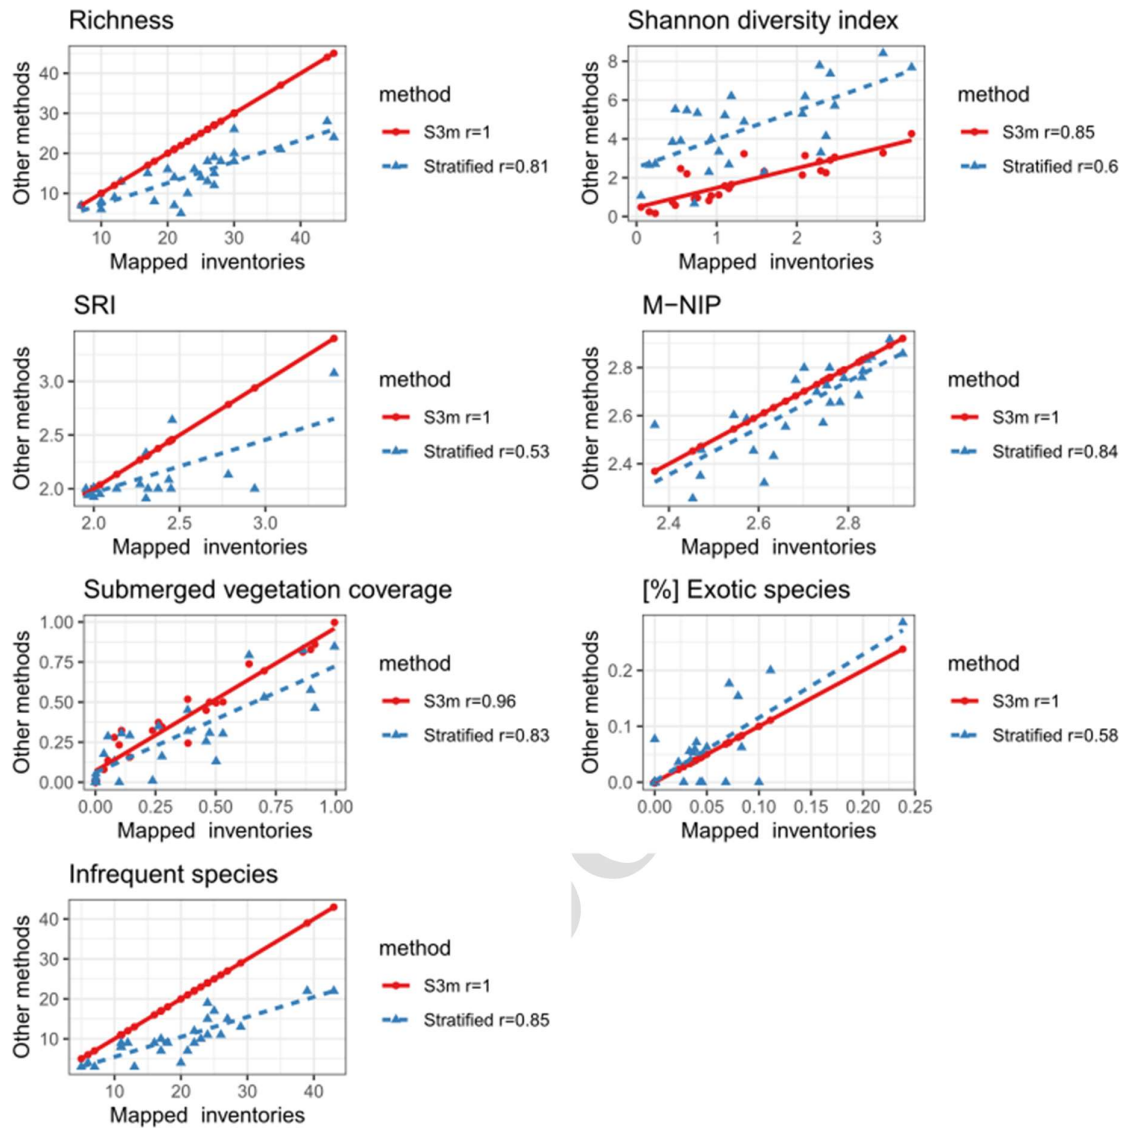 Richness
Other methods
40
30
20
10
10 20 30 40
Mapped inventories
method
S3m r=1
Stratified r=0.81
Shannon diversity index
Other methods
8
6
4
2
0
0 1 2 3
Mapped inventories
method
S3m r=0.85
Stratified r=0.6
SRI
Other methods
3.0
2.5
2.0
2.0 2.5 3.0
Mapped inventories
method
S3m r=1
Stratified r=0.53
M−NIP
Other methods
2.8
2.6
2.4
2.4 2.6 2.8
Mapped inventories
method
S3m r=1
Stratified r=0.84
Submerged vegetation coverage
Other methods
1.00
0.75
0.50
0.25
0.00
0.00 0.25 0.50 0.75 1.00
Mapped inventories
method
S3m r=0.96
Stratified r=0.83
[%] Exotic species
Other methods
0.2
0.1
0.0
0.00 0.05 0.10 0.15 0.20 0.25
Mapped inventories
method
S3m r=1
Stratified r=0.58
Infrequent species
Other methods
40
30
20
10
10 20 30 40
Mapped inventories
method
S3m r=1
Stratified r=0.85